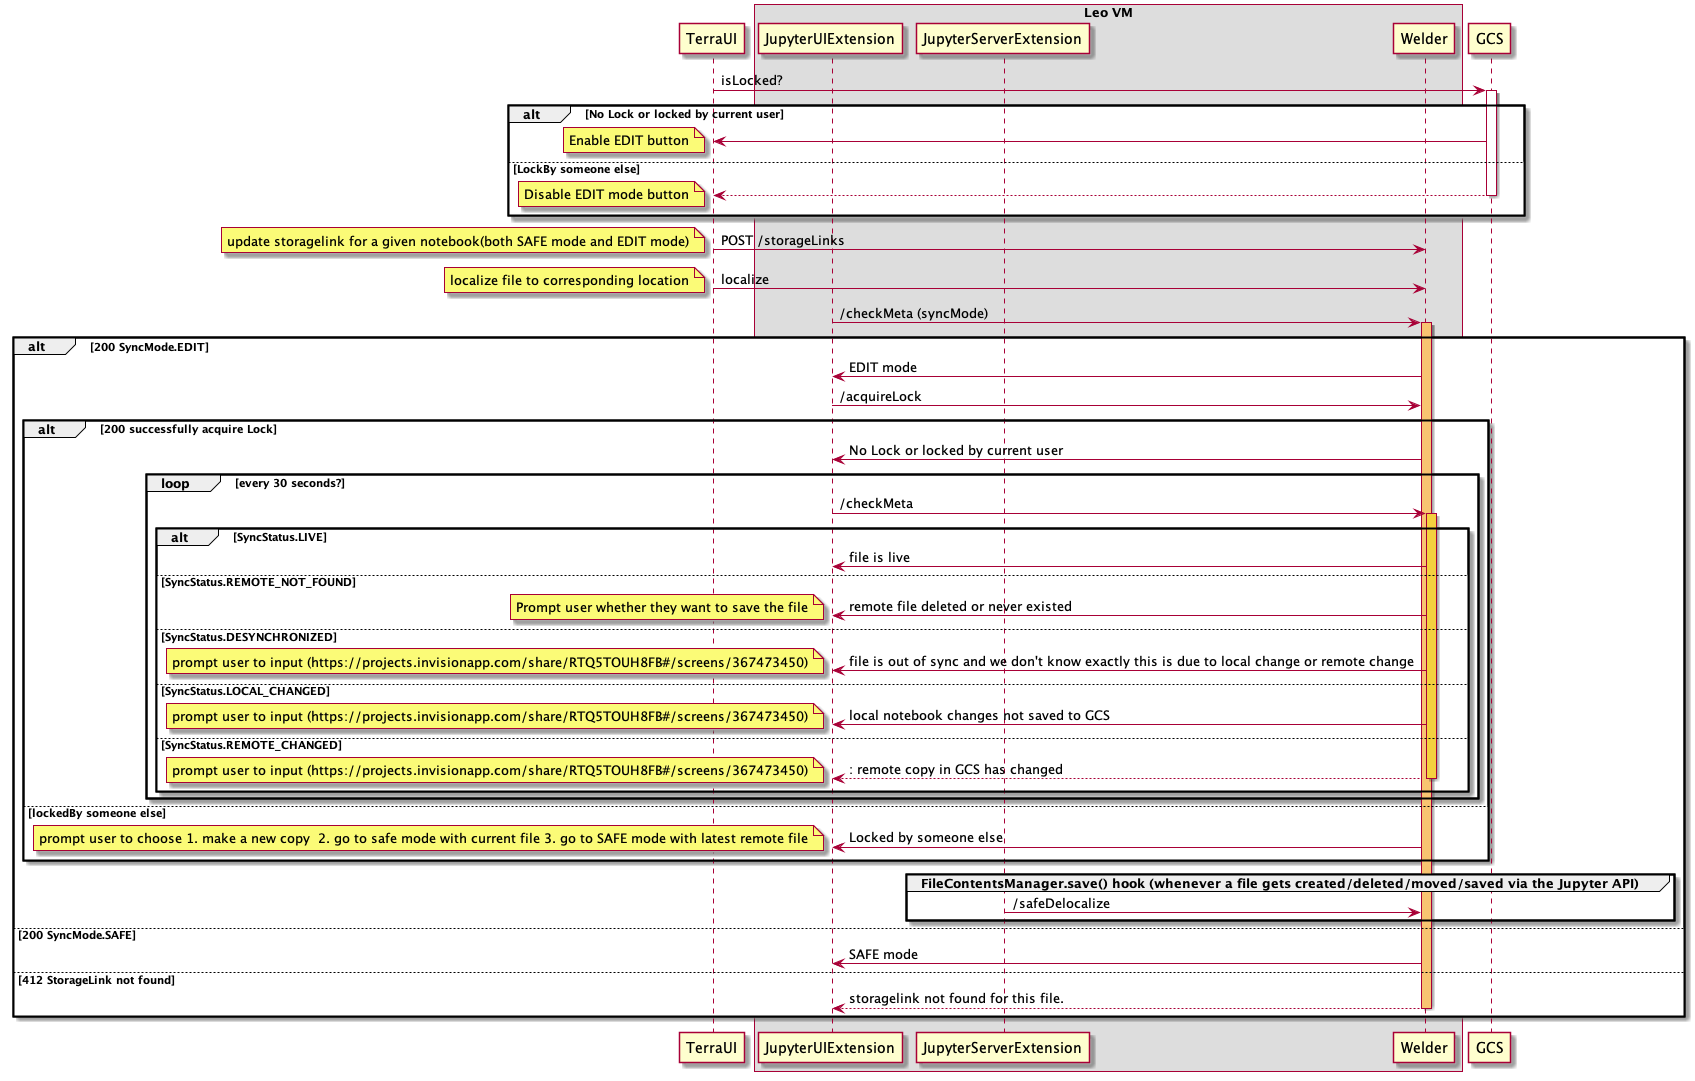 Leo VM
TerraUI
JupyterUIExtension
JupyterServerExtension
Welder
GCS
isLocked?
alt
[No Lock or locked by current user]
Enable EDIT button
[LockBy someone else]
Disable EDIT mode button
update storagelink for a given notebook(both SAFE mode and EDIT mode)
POST /storageLinks
localize file to corresponding location
localize
/checkMeta (syncMode)
alt
[200 SyncMode.EDIT]
EDIT mode
/acquireLock
alt
[200 successfully acquire Lock]
No Lock or locked by current user
loop
[every 30 seconds?]
/checkMeta
alt
[SyncStatus.LIVE]
file is live
[SyncStatus.REMOTE_NOT_FOUND]
Prompt user whether they want to save the file
remote file deleted or never existed
[SyncStatus.DESYNCHRONIZED]
prompt user to input (https://projects.invisionapp.com/share/RTQ5TOUH8FB#/screens/367473450)
file is out of sync and we don't know exactly this is due to local change or remote change
[SyncStatus.LOCAL_CHANGED]
prompt user to input (https://projects.invisionapp.com/share/RTQ5TOUH8FB#/screens/367473450)
local notebook changes not saved to GCS
[SyncStatus.REMOTE_CHANGED]
prompt user to input (https://projects.invisionapp.com/share/RTQ5TOUH8FB#/screens/367473450)
: remote copy in GCS has changed
[lockedBy someone else]
prompt user to choose 1. make a new copy  2. go to safe mode with current file 3. go to SAFE mode with latest remote file
Locked by someone else
FileContentsManager.save() hook (whenever a file gets created/deleted/moved/saved via the Jupyter API)
/safeDelocalize
[200 SyncMode.SAFE]
SAFE mode
[412 StorageLink not found]
storagelink not found for this file.
TerraUI
JupyterUIExtension
JupyterServerExtension
Welder
GCS